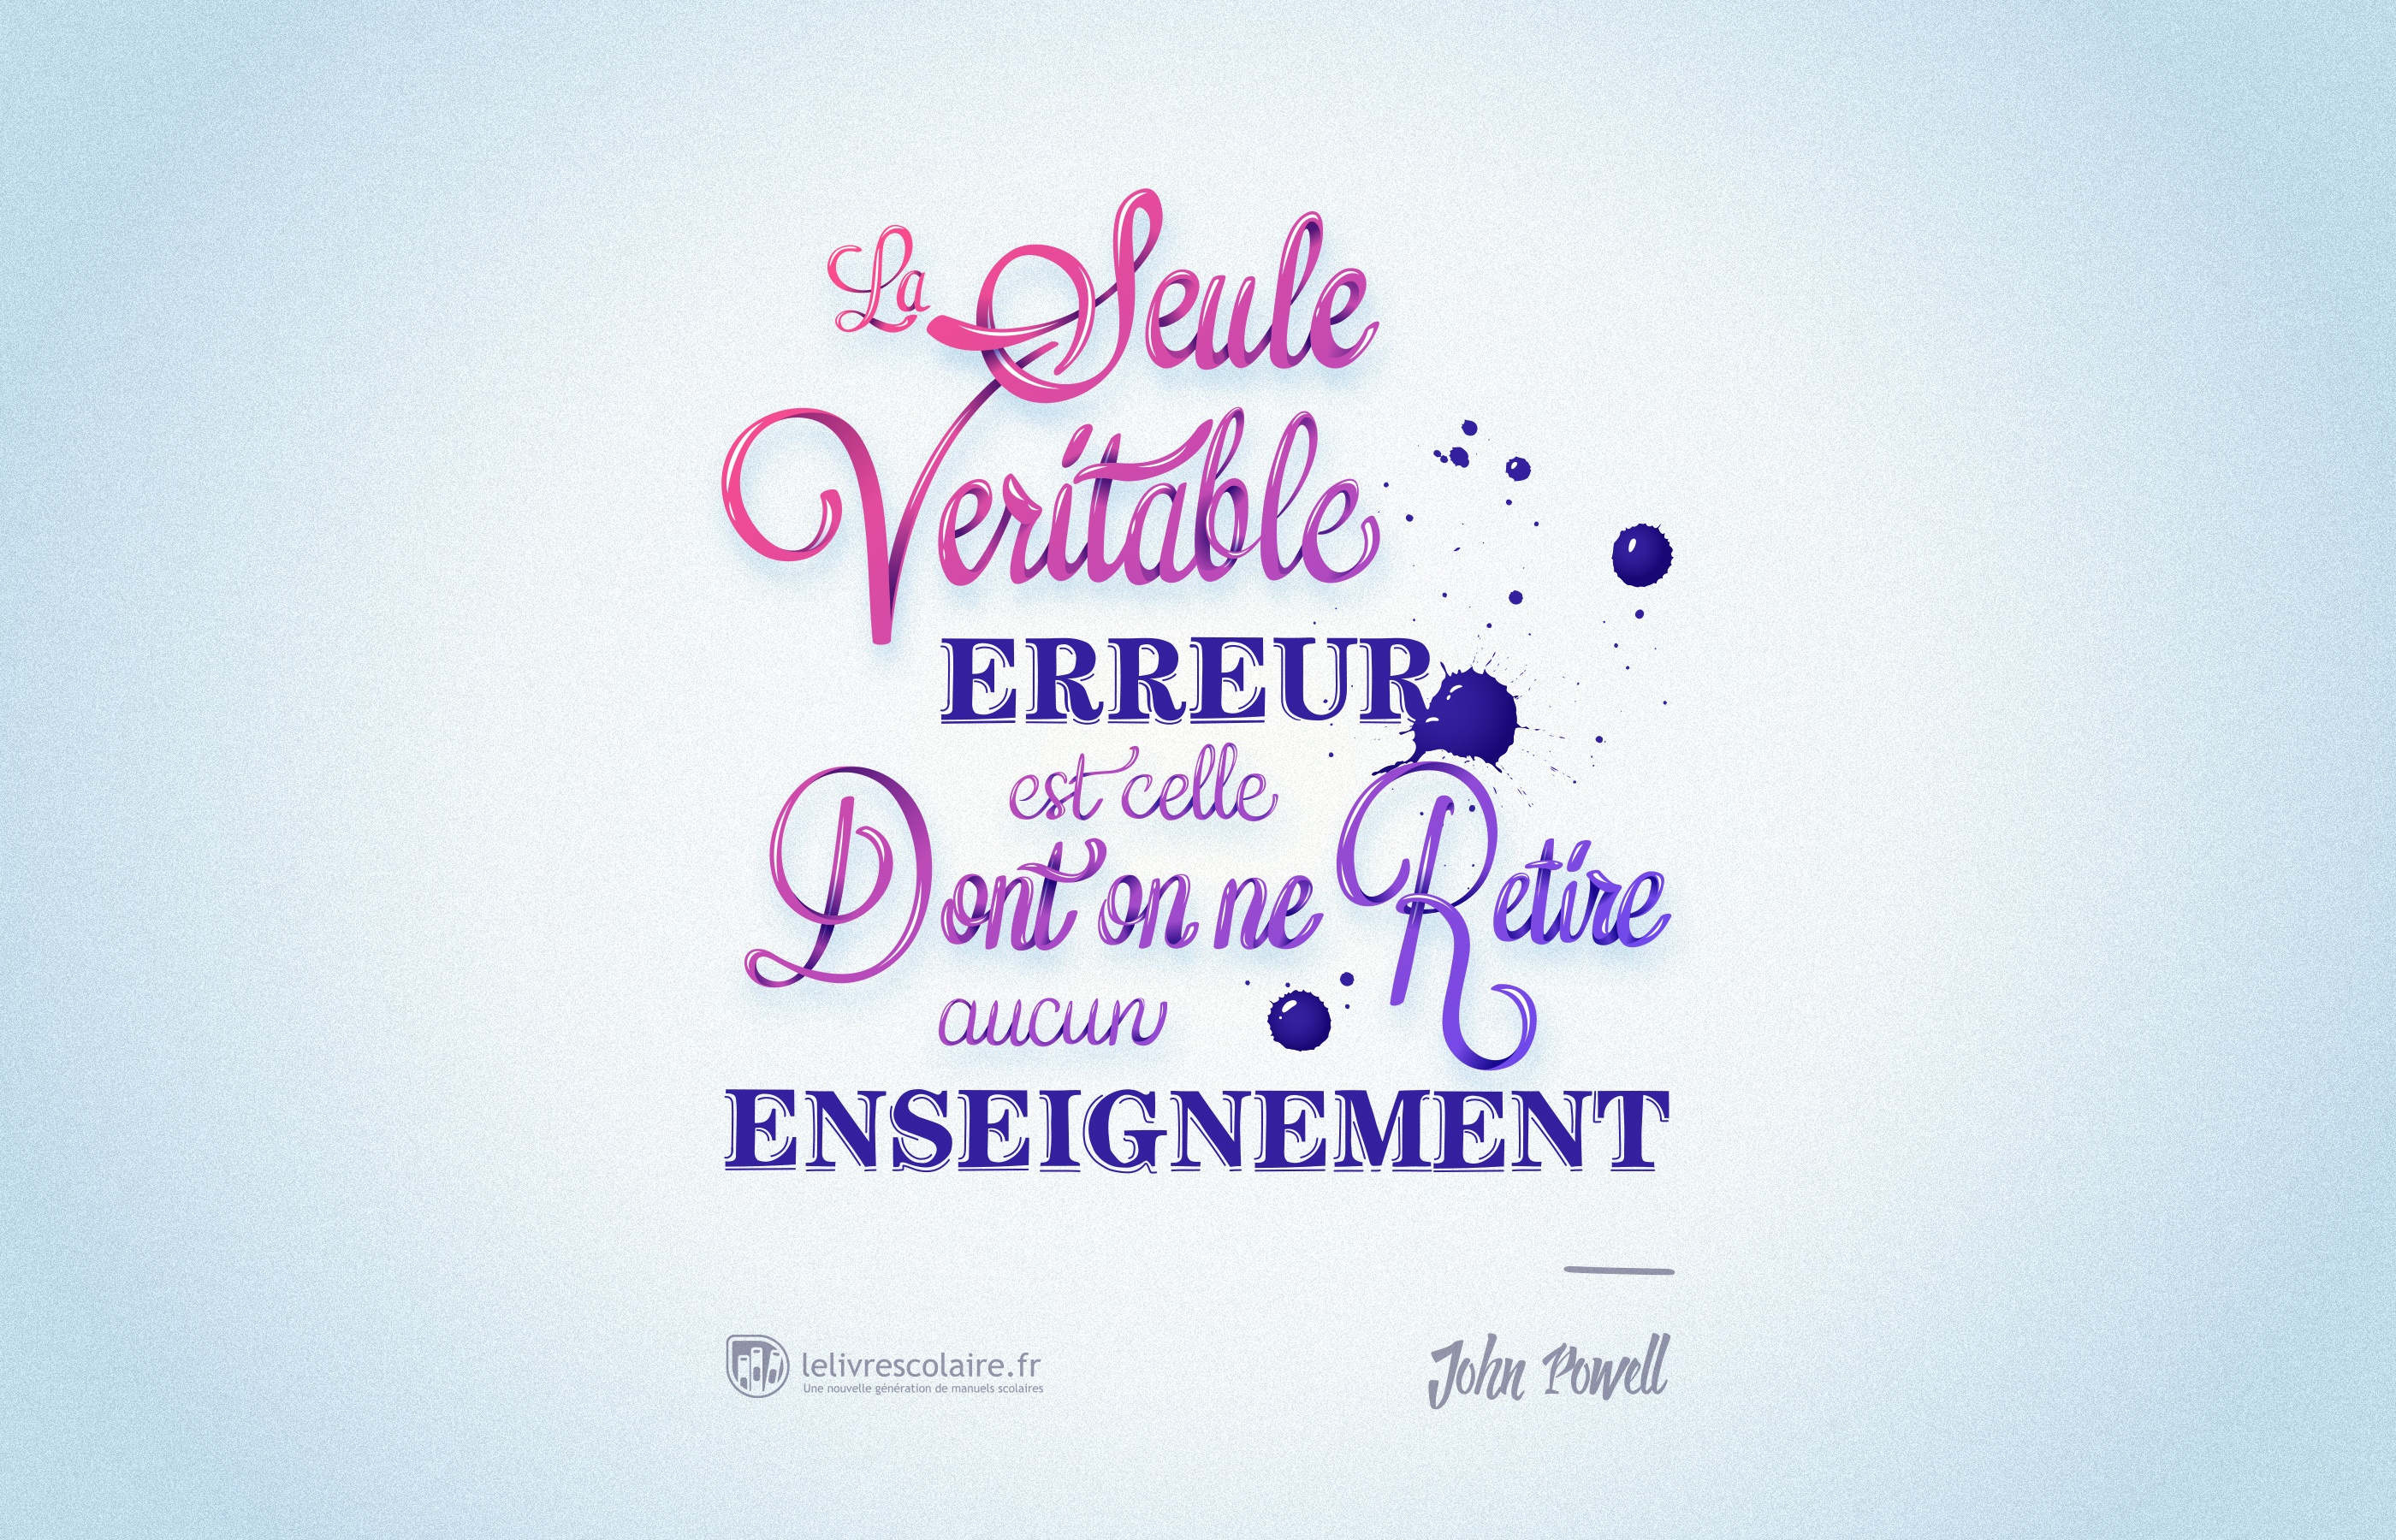 La Seule
Veritable
ERREUR
est celle
Dont on ne Retire
aucun
ENSEIGNEMENT
lelivrescolaire.fr
Une nouvelle génération de manuels scolaires
John Powell